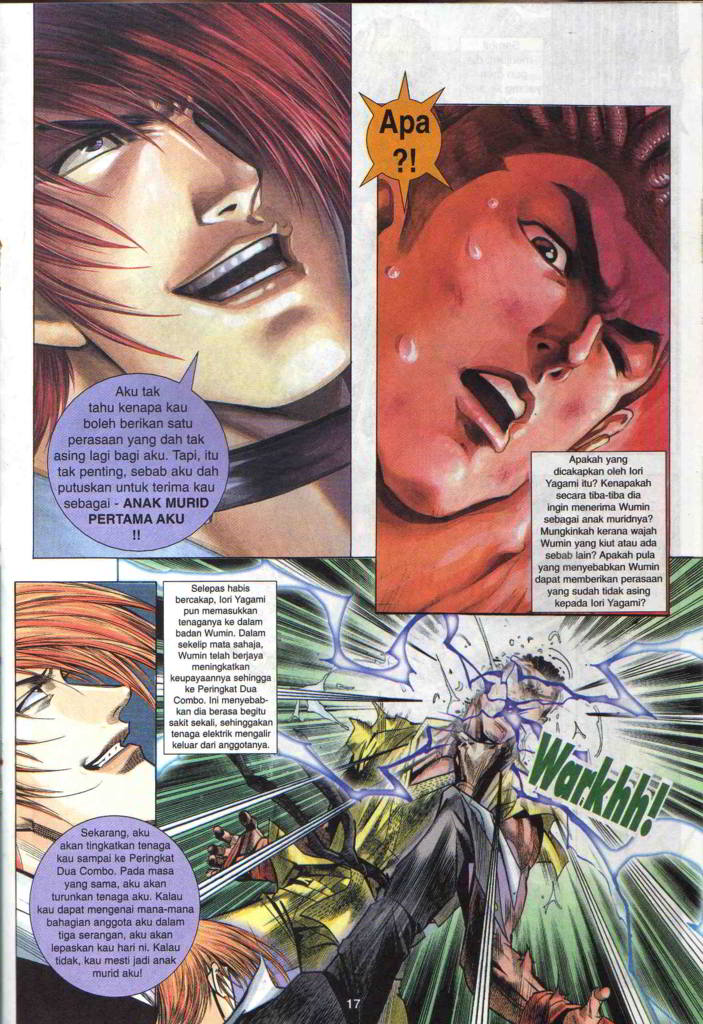 Aku tak
tahu kenapa kau
boleh berikan satu
perasaan yang dah tak
asing lagi bagi aku. Tapi, itu
tak penting, sebab aku dah
putuskan untuk terima kau
sebagai - ANAK MURID
PERTAMA AKU
!!
Apa
?!
Apakah yang
dicakapkan oleh Iori
Yagami itu? Kenapakah
secara tiba-tiba dia
ingin menerima Wumin
sebagai anak muridnya?
Mungkinkah kerana wajah
Wumin yang kiut atau ada
sebab lain? Apakah pula
yang menyebabkan Wumin
dapat memberikan perasaan
yang sudah tidak asing
kepada Iori Yagami?
Selepas habis
bercakap, Iori Yagami
pun memasukkan
tenaganya ke dalam
badan Wumin. Dalam
sekelip mata sahaja,
Wumin telah berjaya
meningkatkan
keupayaannya sehingga
ke Peringkat Dua
Combo. Ini menyebab-
kan dia berasa begitu
sakit sekali, sehinggakan
tenaga elektrik mengalir
keluar dari anggotanya.
Warkhh!
Sekarang, aku
akan tingkatkan tenaga
kau sampai ke Peringkat
Dua Combo. Pada masa
yang sama, aku akan
turunkan tenaga aku. Kalau
kau dapat mengenai mana-mana
bahagian anggota aku dalam
tiga serangan, aku akan
lepaskan kau hari ni. Kalau
tidak, kau mesti jadi anak
murid aku!
17